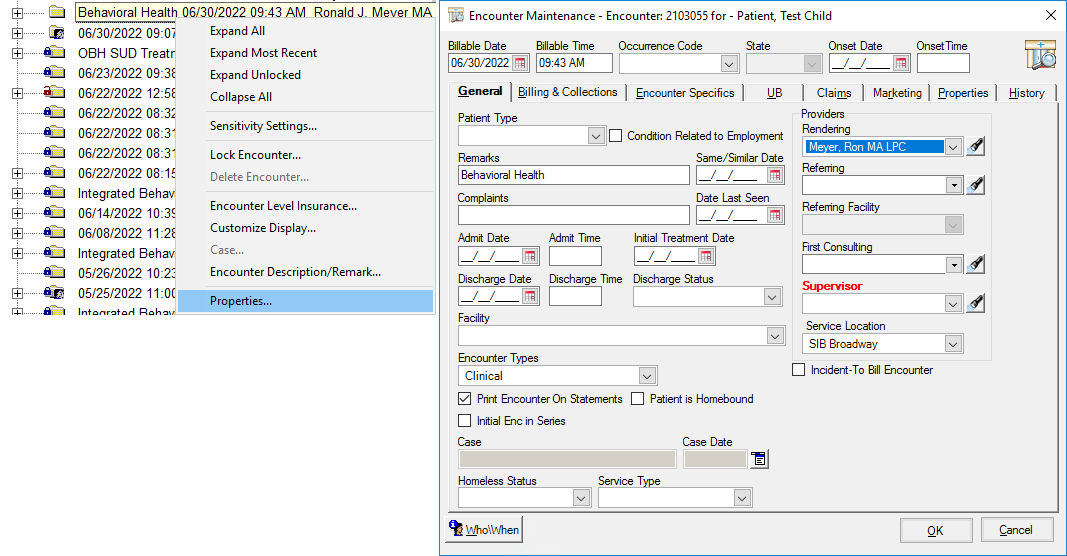 Behavioral Health 06/30/2022 09:43 AM Ronald J. Meyer MA
06/30/2022 09:07
OBH SUD Treatr
06/23/2022 09:38
06/22/2022 12:58
06/22/2022 08:32
06/22/2022 08:31
06/22/2022 08:31
06/22/2022 08:15
Integrated Behav
06/14/2022 10:39
06/08/2022 11:28
Integrated Behav
05/26/2022 10:23
05/25/2022 11:00
Integrated Behav
Expand All
Expand Most Recent
Expand Unlocked
Collapse All
Sensitivity Settings...
Lock Encounter...
Delete Encounter...
Encounter Level Insurance...
Customize Display...
Case...
Encounter Description/Remark...
Properties...
Encounter Maintenance - Encounter: 2103055 for - Patient, Test Child
Billable Date Billable Time Occurrence Code State Onset Date OnsetTime
06/30/2022 09:43 AM __/__/____
General Billing & Collections Encounter Specifics UB Claims Marketing Properties History
Patient Type
Condition Related to Employment
Remarks Same/Similar Date
Behavioral Health __/__/____
Complaints Date Last Seen
__/__/____
Admit Date Admit Time Initial Treatment Date
__/__/____ __/__/____
Discharge Date Discharge Time Discharge Status
__/__/____
Facility
Encounter Types
Clinical
Print Encounter On Statements Patient is Homebound
Initial Enc in Series
Case Case Date
Homeless Status Service Type
Providers
Rendering
Meyer, Ron MA LPC
Referring
Referring Facility
First Consulting
Supervisor
Service Location
SIB Broadway
Incident-To Bill Encounter
Who\When OK Cancel